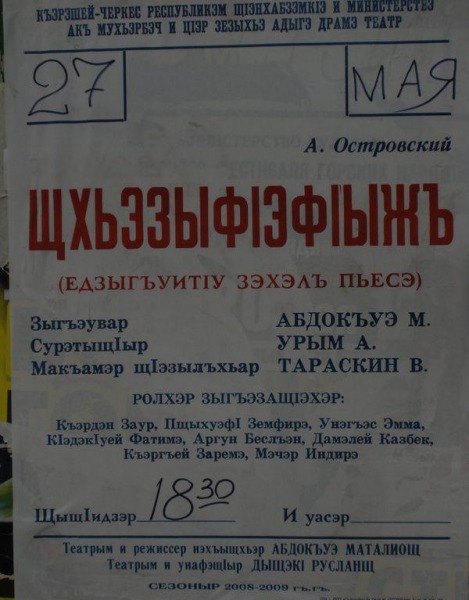 КЪЭРЭШЕЙ-ЧЕРКЕС РЕСПУБЛИКЭМ ЩIЭНХАБЗЭМКIЭ И МИНИСТЕРСТВЭ
АКЪ МУХЬЭРБЭЧ И ЦIЭР ЗЕЗЫХЬЭ АДЫГЭ ДРАМЭ ТЕАТР
27 МАЯ
А. Островский
ЩХЬЭЗЫФIЭФIЫЖЪ
(ЕДЗЫГЪУИТIУ ЗЭХЭЛЪ ПЬЕСЭ)
Зыгъэувар АБДОКЪУЭ М.
СурэтыщIыр УРЫМ А.
Макъамэр щIэзылъхьар ТАРАСКИН В.
РОЛХЭР ЗЫГЪЭЗАЩIЭХЭР:
Къэрдэн Заур, ПщыхуэфI Земфирэ, Унэгъэс Эмма,
КIэдэкIуей Фатимэ, Аргун Беслъэн, Дамэлей Казбек,
Къэргъей Заремэ, Мэчэр Индирэ
ЩыщIидзэр 18 30 И уасэр
Театрым и режиссер нэхъыщхьэр АБДОКЪУЭ МАТАЛИОЩ
Театрым и унафэщIыр ДЫЩЭКI РУСЛАНЩ
СЕЗОНЫР 2008-2009 гъ.гъ.